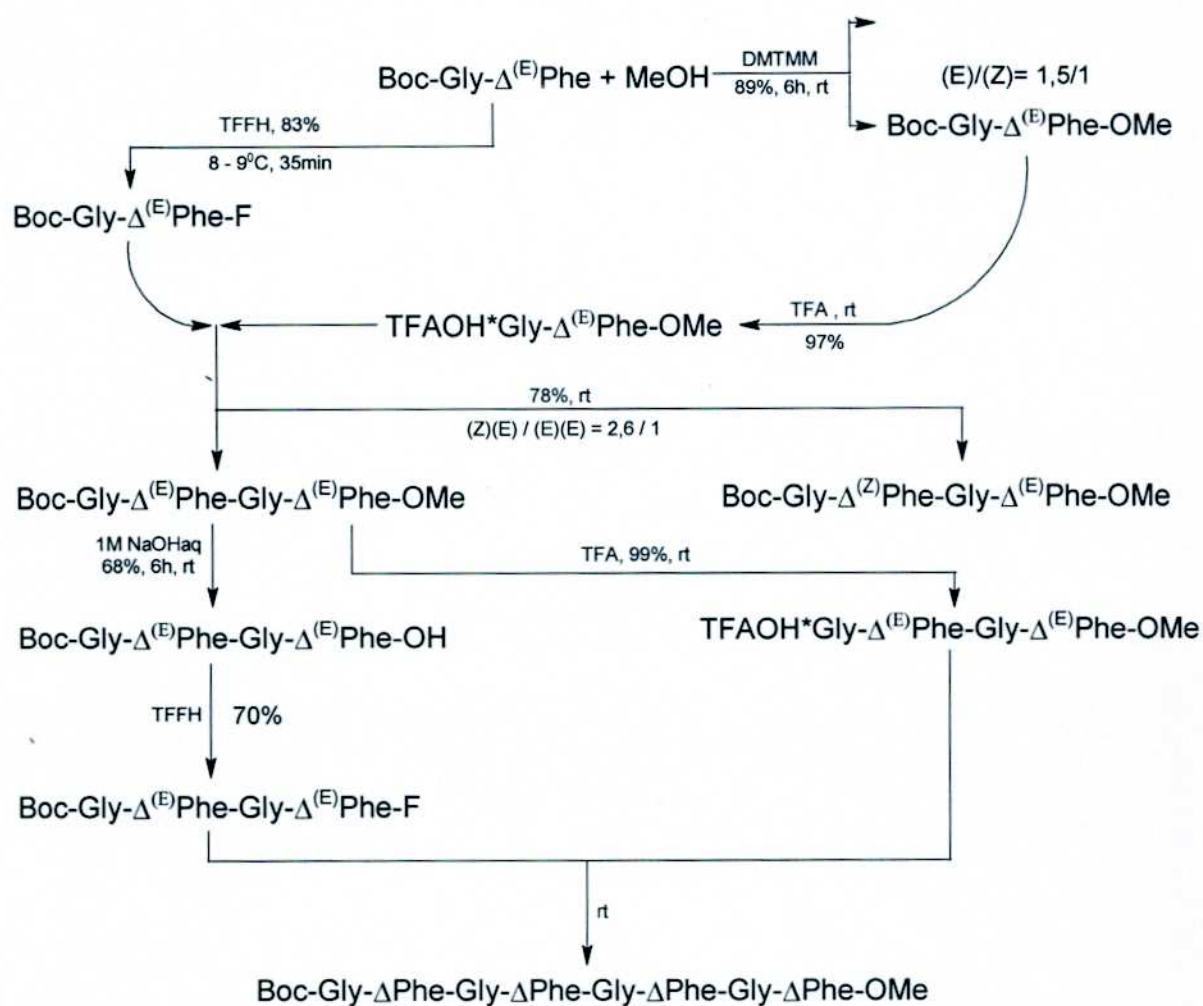 Boc-Gly-Δ(E)Phe + MeOH
DMTMM
89%, 6h, rt
(E)/(Z)= 1,5/1
Boc-Gly-Δ(E)Phe-OMe
TFFH, 83%
8 - 9⁰C, 35min
Boc-Gly-Δ(E)Phe-F
TFAOH*Gly-Δ(E)Phe-OMe
TFA , rt
97%
78%, rt
(Z)(E) / (E)(E) = 2,6 / 1
Boc-Gly-Δ(E)Phe-Gly-Δ(E)Phe-OMe
Boc-Gly-Δ(Z)Phe-Gly-Δ(E)Phe-OMe
1M NaOHaq
68%, 6h, rt
TFA, 99%, rt
Boc-Gly-Δ(E)Phe-Gly-Δ(E)Phe-OH
TFAOH*Gly-Δ(E)Phe-Gly-Δ(E)Phe-OMe
TFFH 70%
Boc-Gly-Δ(E)Phe-Gly-Δ(E)Phe-F
rt
Boc-Gly-ΔPhe-Gly-ΔPhe-Gly-ΔPhe-Gly-ΔPhe-OMe